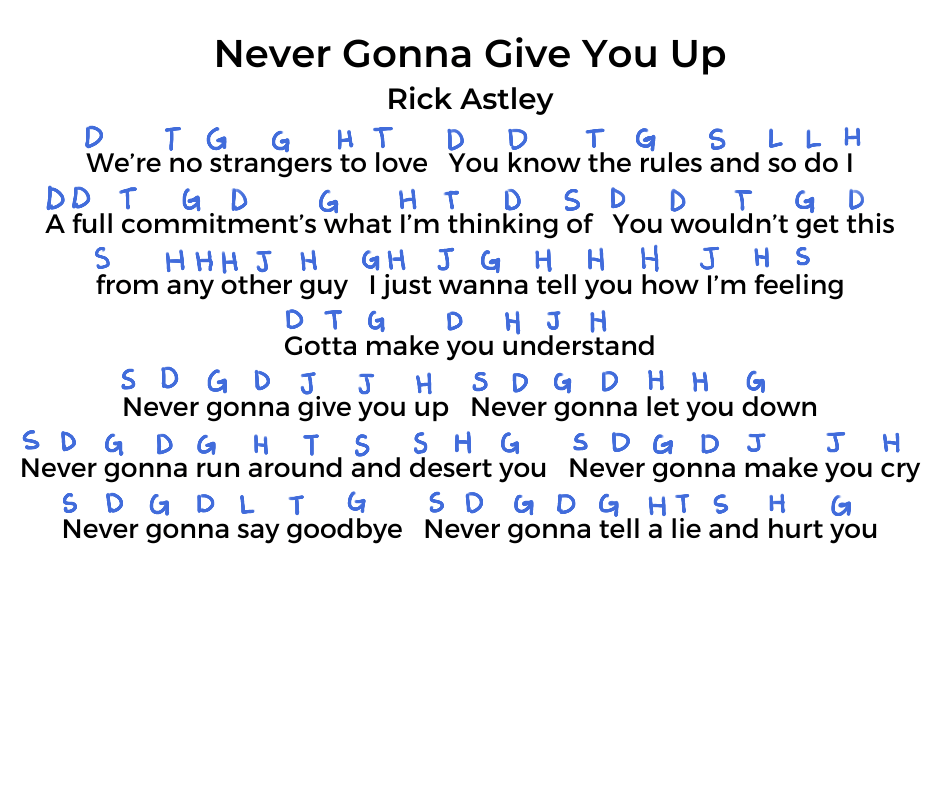 Never Gonna Give You Up
Rick Astley
D T G G H T D D T G S L L H
We're no strangers to love You know the rules and so do I
D D T G D G H T D S D D T G D
A full commitment's what I'm thinking of You wouldn't get this
S H H H J H G H J G H H H J H S
from any other guy I just wanna tell you how I'm feeling
D T G D H J H
Gotta make you understand
S D G D J J H S D G D H H G
Never gonna give you up Never gonna let you down
S D G D G H T S S H G S D G D J J H
Never gonna run around and desert you Never gonna make you cry
S D G D L T G S D G D G H T S H G
Never gonna say goodbye Never gonna tell a lie and hurt you